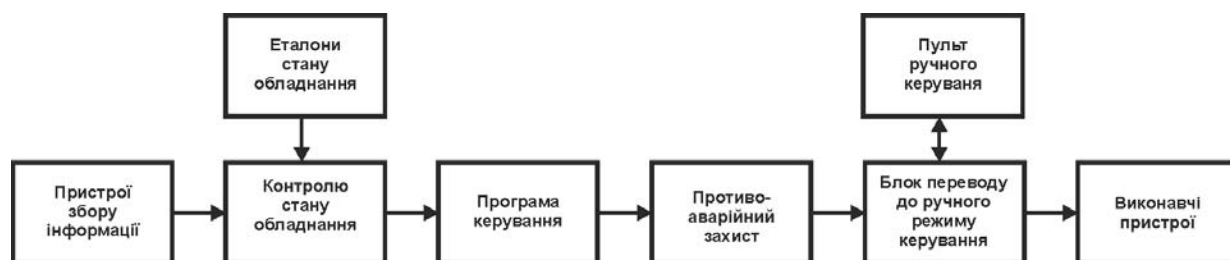 Еталони
стану
обладнання
Пульт
ручного
керуваня
Пристрої
збору
інформації
Контролю
стану
обладнання
Програма
керування
Противо-
аварійний
захист
Блок переводу
до ручного
режиму
керування
Виконавчі
пристрої